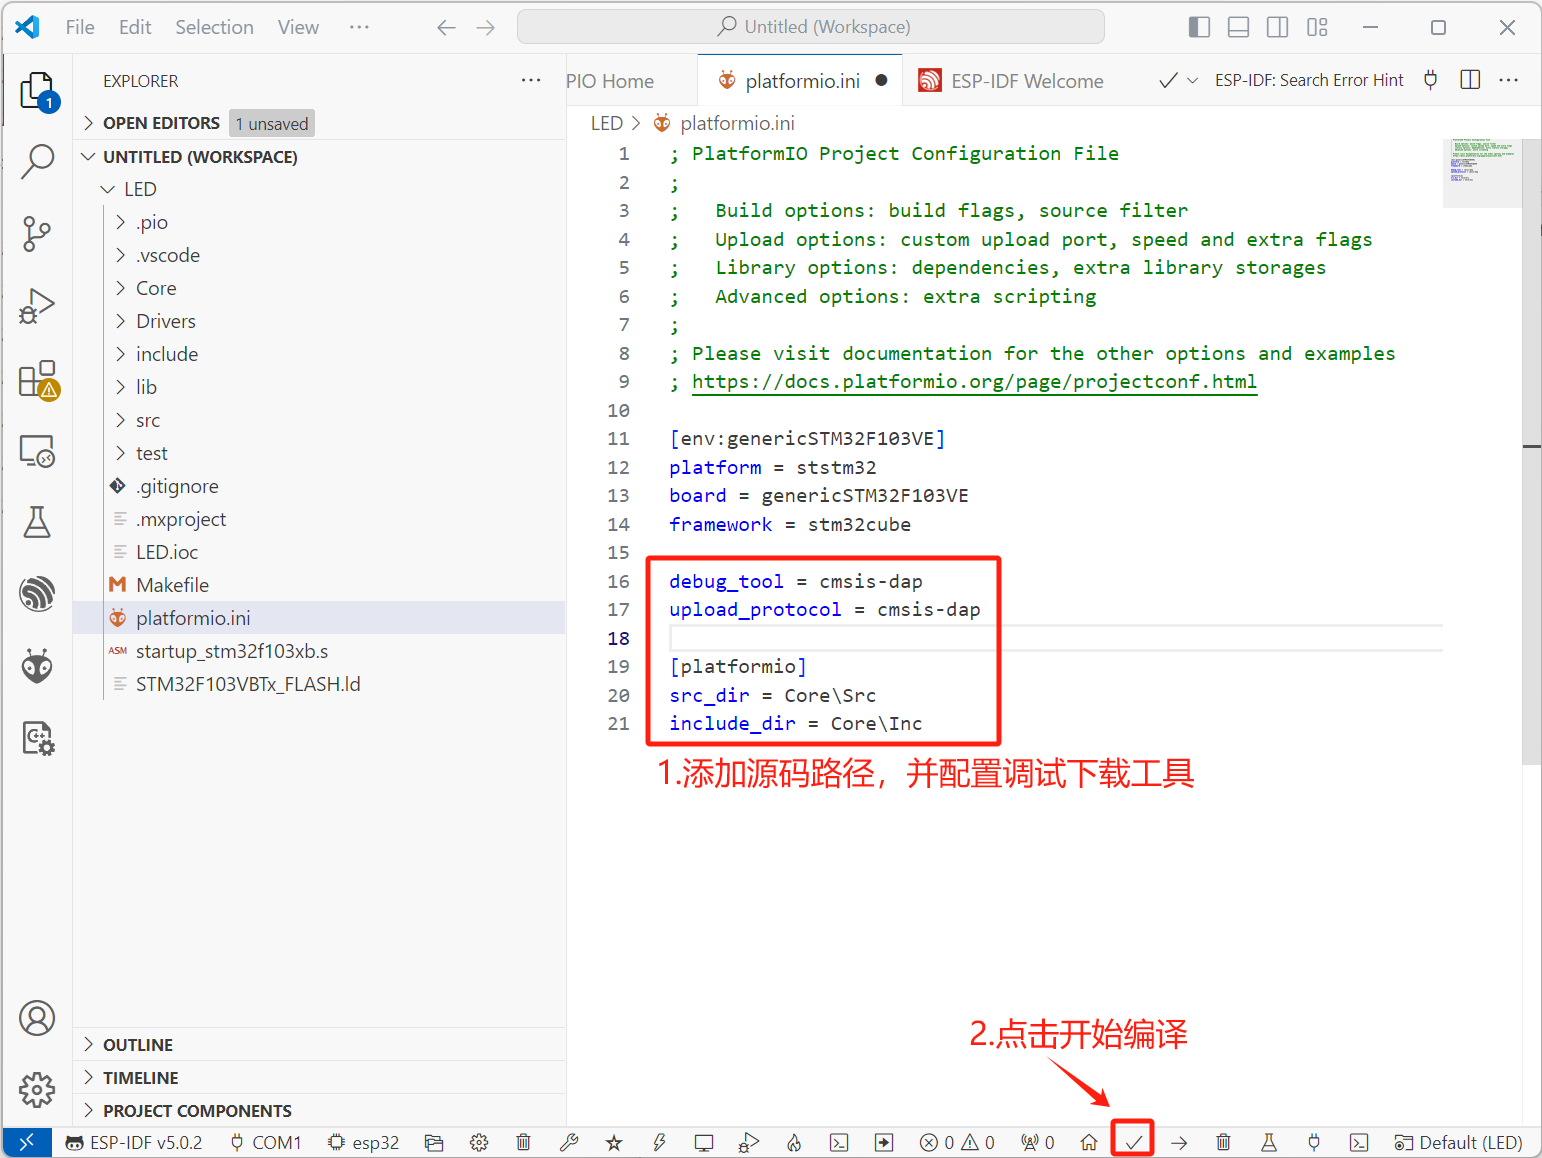 File Edit Selection View ··· Untitled (Workspace)
EXPLORER ···
1
OPEN EDITORS 1 unsaved
UNTITLED (WORKSPACE)
LED
.pio
.vscode
Core
Drivers
include
lib
src
test
.gitignore
.mxproject
LED.ioc
M Makefile
platformio.ini
ASM startup_stm32f103xb.s
STM32F103VBTx_FLASH.ld
OUTLINE
TIMELINE
PROJECT COMPONENTS
PIO Home platformio.ini ESP-IDF Welcome ESP-IDF: Search Error Hint ···
LED > platformio.ini
1 ; PlatformIO Project Configuration File
2 ;
3 ;   Build options: build flags, source filter
4 ;   Upload options: custom upload port, speed and extra flags
5 ;   Library options: dependencies, extra library storages
6 ;   Advanced options: extra scripting
7 ;
8 ; Please visit documentation for the other options and examples
9 ; https://docs.platformio.org/page/projectconf.html
10
11 [env:genericSTM32F103VE]
12 platform = ststm32
13 board = genericSTM32F103VE
14 framework = stm32cube
15
16 debug_tool = cmsis-dap
17 upload_protocol = cmsis-dap
18
19 [platformio]
20 src_dir = Core\Src
21 include_dir = Core\Inc
1.添加源码路径，并配置调试下载工具
2.点击开始编译
ESP-IDF v5.0.2 COM1 esp32 0 0 0 Default (LED)